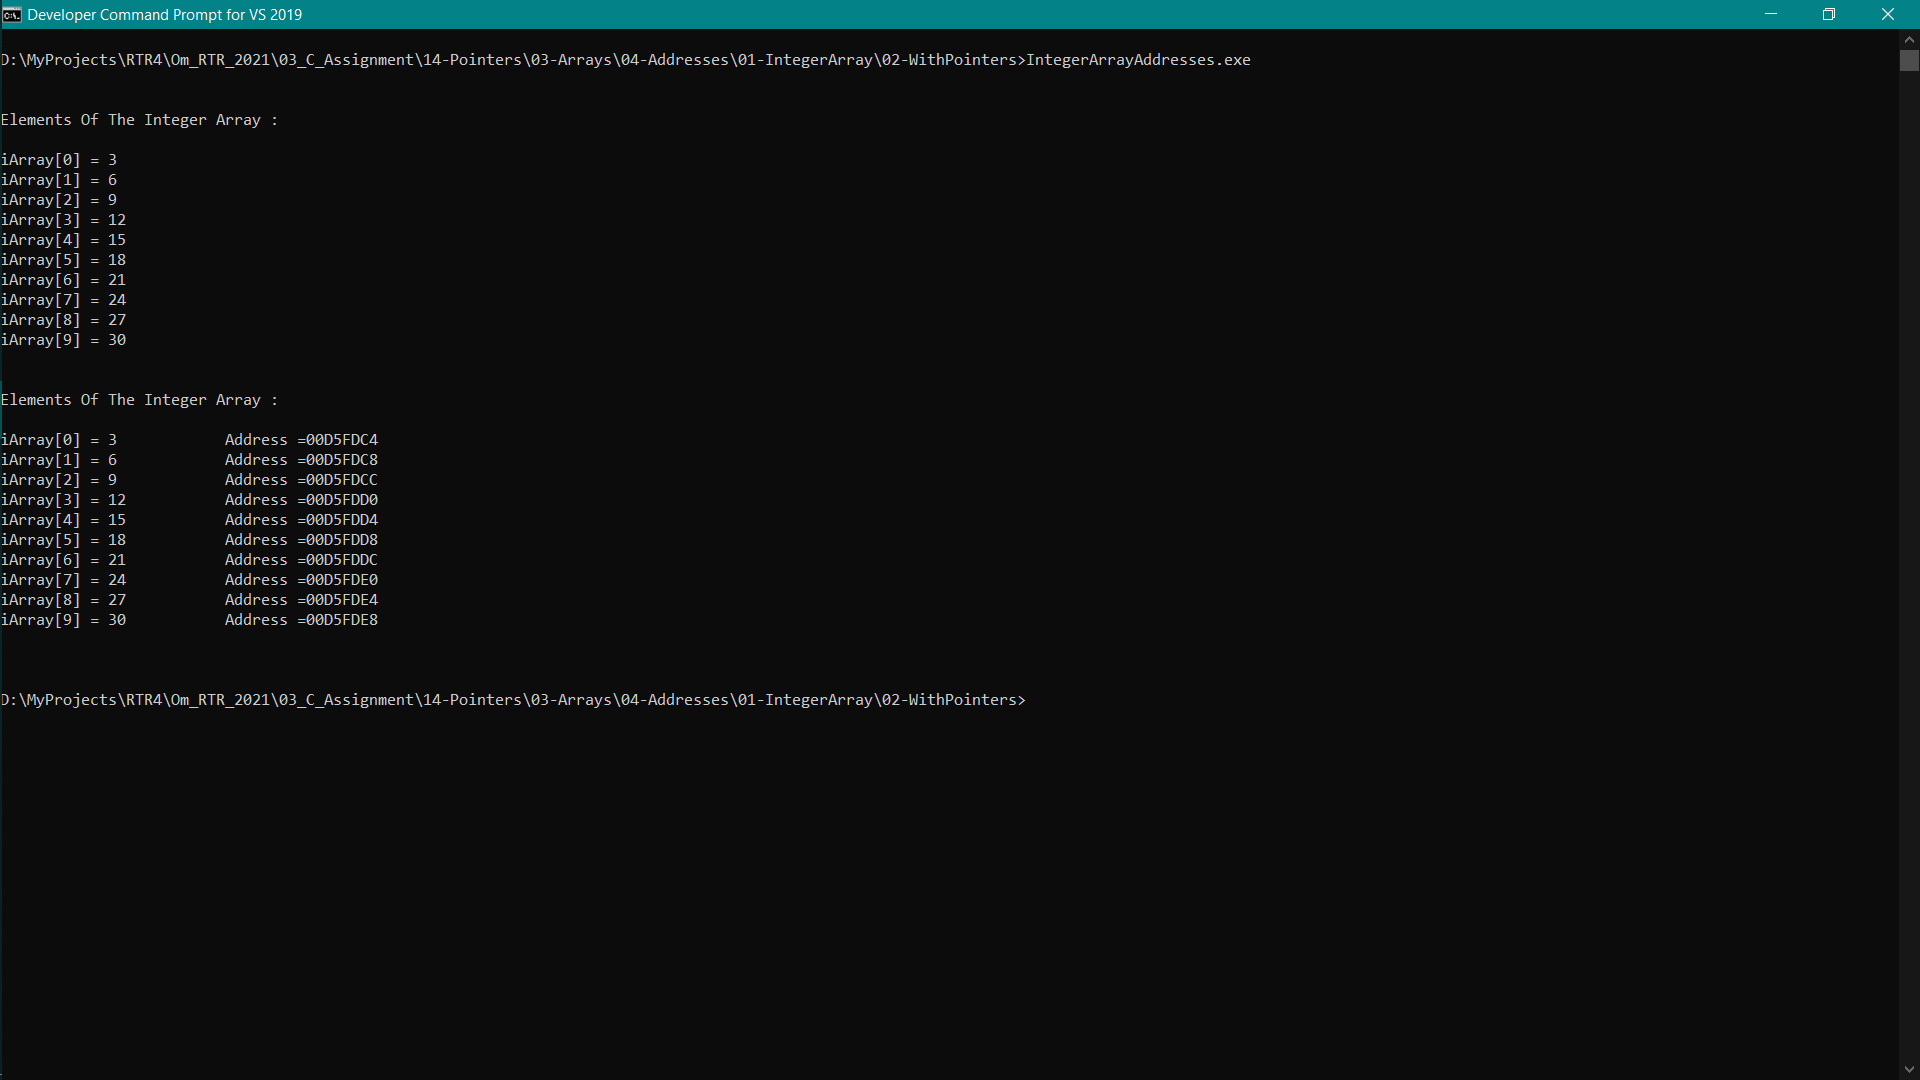 Developer Command Prompt for VS 2019
D:\MyProjects\RTR4\Om_RTR_2021\03_C_Assignment\14-Pointers\03-Arrays\04-Addresses\01-IntegerArray\02-WithPointers>IntegerArrayAddresses.exe
Elements Of The Integer Array :
iArray[0] = 3
iArray[1] = 6
iArray[2] = 9
iArray[3] = 12
iArray[4] = 15
iArray[5] = 18
iArray[6] = 21
iArray[7] = 24
iArray[8] = 27
iArray[9] = 30
Elements Of The Integer Array :
iArray[0] = 3 Address =00D5FDC4
iArray[1] = 6 Address =00D5FDC8
iArray[2] = 9 Address =00D5FDCC
iArray[3] = 12 Address =00D5FDD0
iArray[4] = 15 Address =00D5FDD4
iArray[5] = 18 Address =00D5FDD8
iArray[6] = 21 Address =00D5FDDC
iArray[7] = 24 Address =00D5FDE0
iArray[8] = 27 Address =00D5FDE4
iArray[9] = 30 Address =00D5FDE8
D:\MyProjects\RTR4\Om_RTR_2021\03_C_Assignment\14-Pointers\03-Arrays\04-Addresses\01-IntegerArray\02-WithPointers>